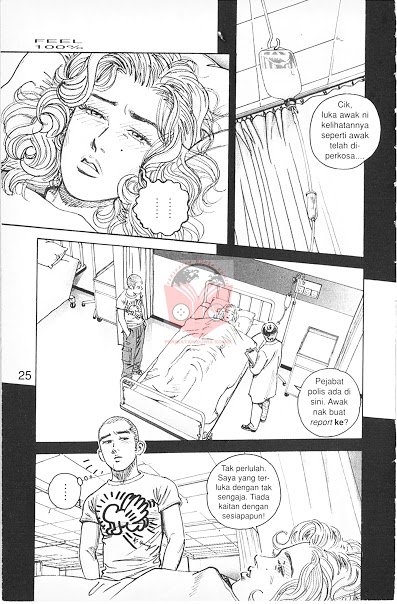 FEEL
100%
Cik,
luka awak ni
kelihatannya
seperti awak
telah di-
perkosa....
. . . .
25
Pejabat
polis ada di
sini. Awak
nak buat
report ke?
. . . .
Tak perlulah.
Saya yang ter-
luka dengan tak
sengaja. Tiada
kaitan dengan
sesiapapun!